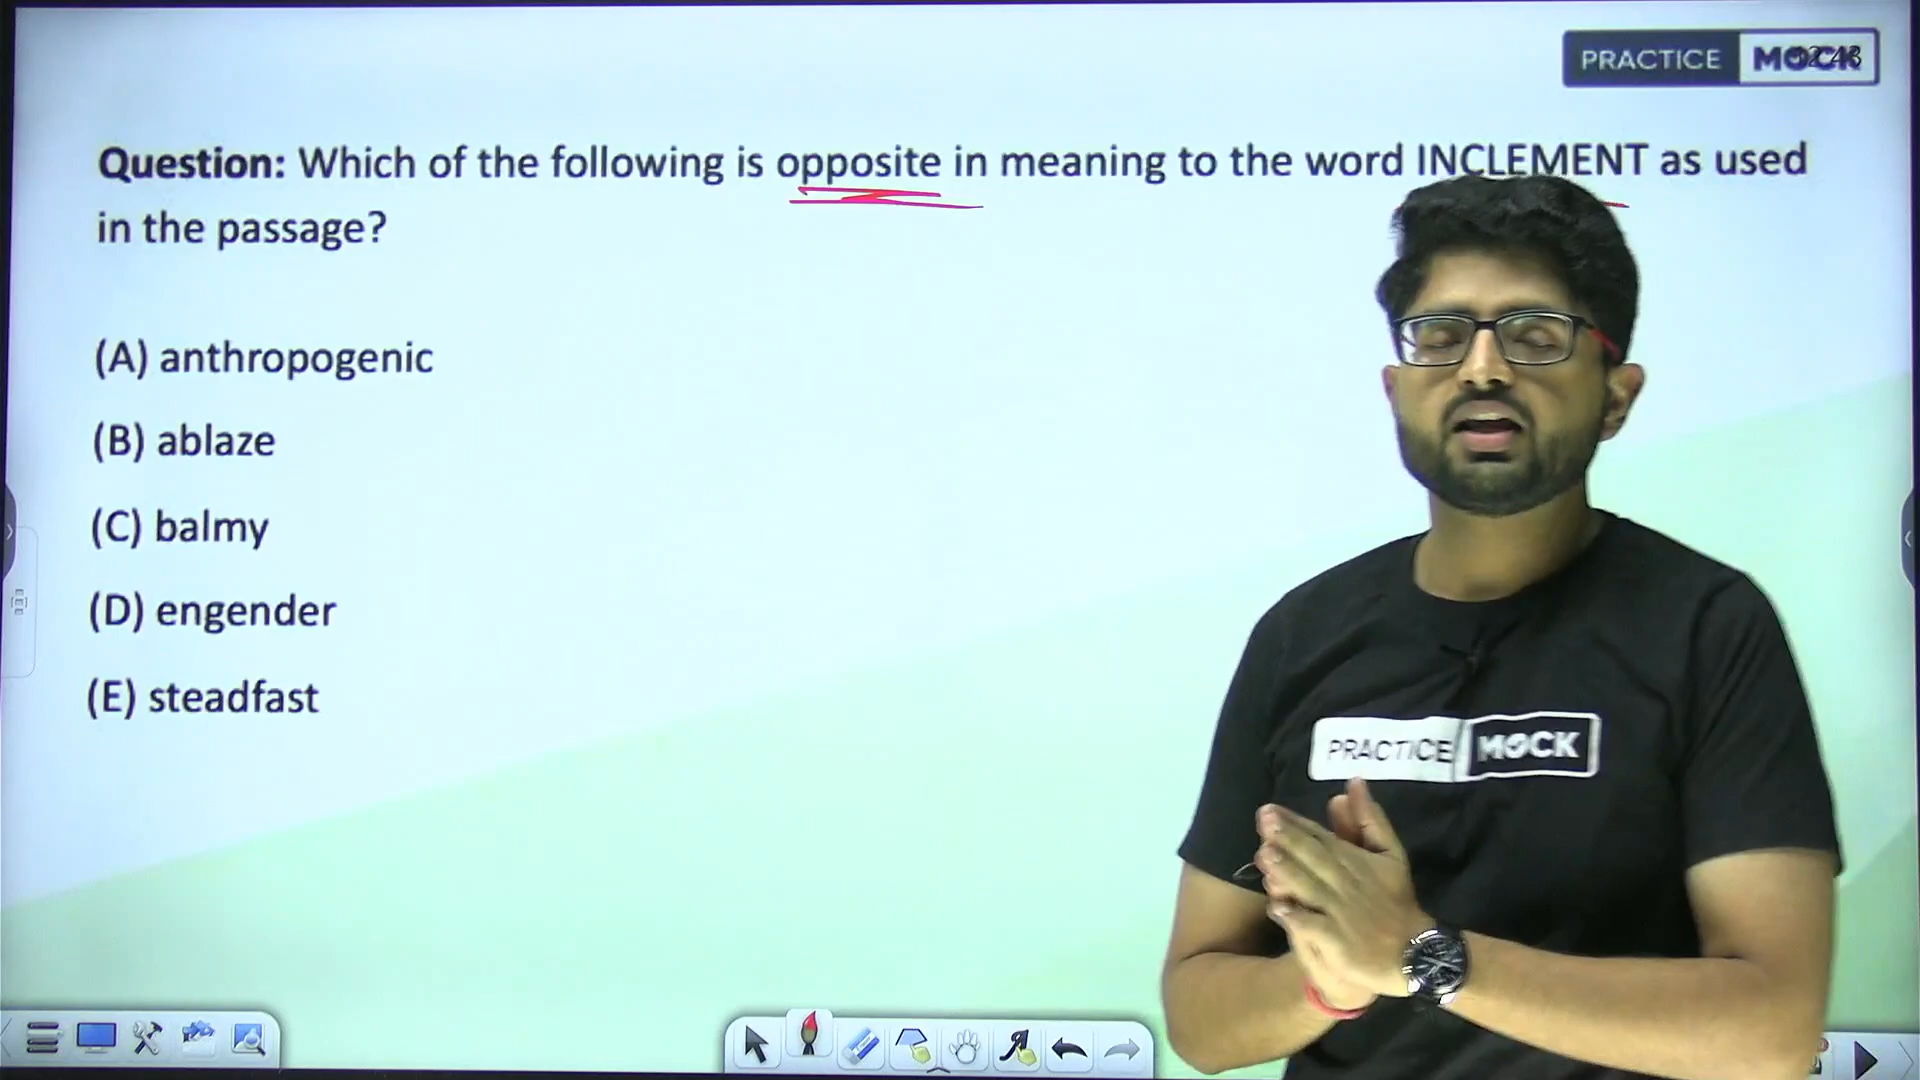 PRACTICE MOCK
Question: Which of the following is opposite in meaning to the word INCLEMENT as used
in the passage?
(A) anthropogenic
(B) ablaze
(C) balmy
(D) engender
(E) steadfast
PRACTICE MOCK